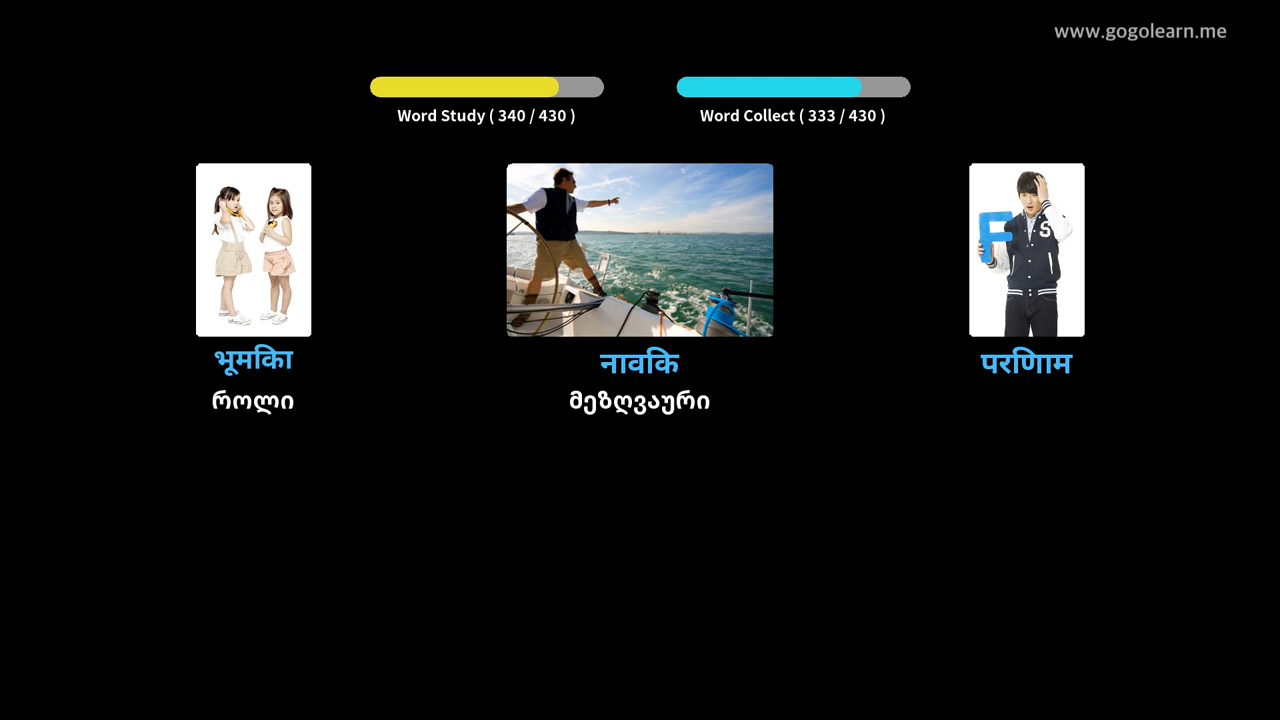 www.gogolearn.me
Word Study ( 340 / 430 )
Word Collect ( 333 / 430 )
S
F
भूमिका
नाविक
परिणाम
როლი
მეზღვაური